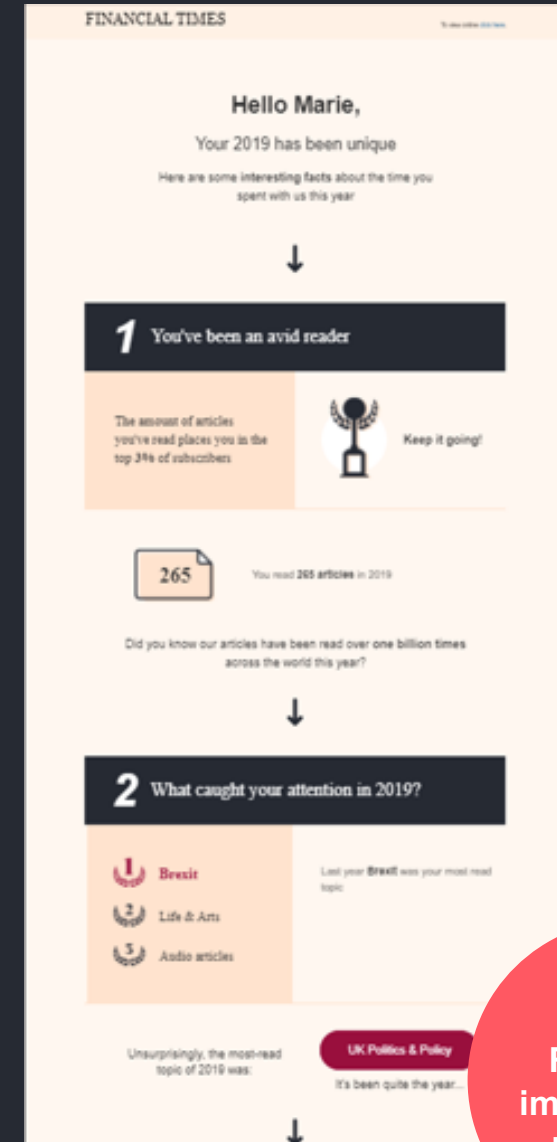 FINANCIAL TIMES
To view online click here.
Hello Marie,
Your 2019 has been unique
Here are some interesting facts about the time you
spent with us this year
1 You've been an avid reader
The amount of articles
you've read places you in the
top 3% of subscribers
Keep it going!
265
You read 265 articles in 2019
Did you know our articles have been read over one billion times
across the world this year?
2 What caught your attention in 2019?
1 Brexit
2 Life & Arts
3 Audio articles
Last year Brexit was your most read
topic
Unsurprisingly, the most-read
topic of 2019 was:
UK Politics & Policy
It's been quite the year...